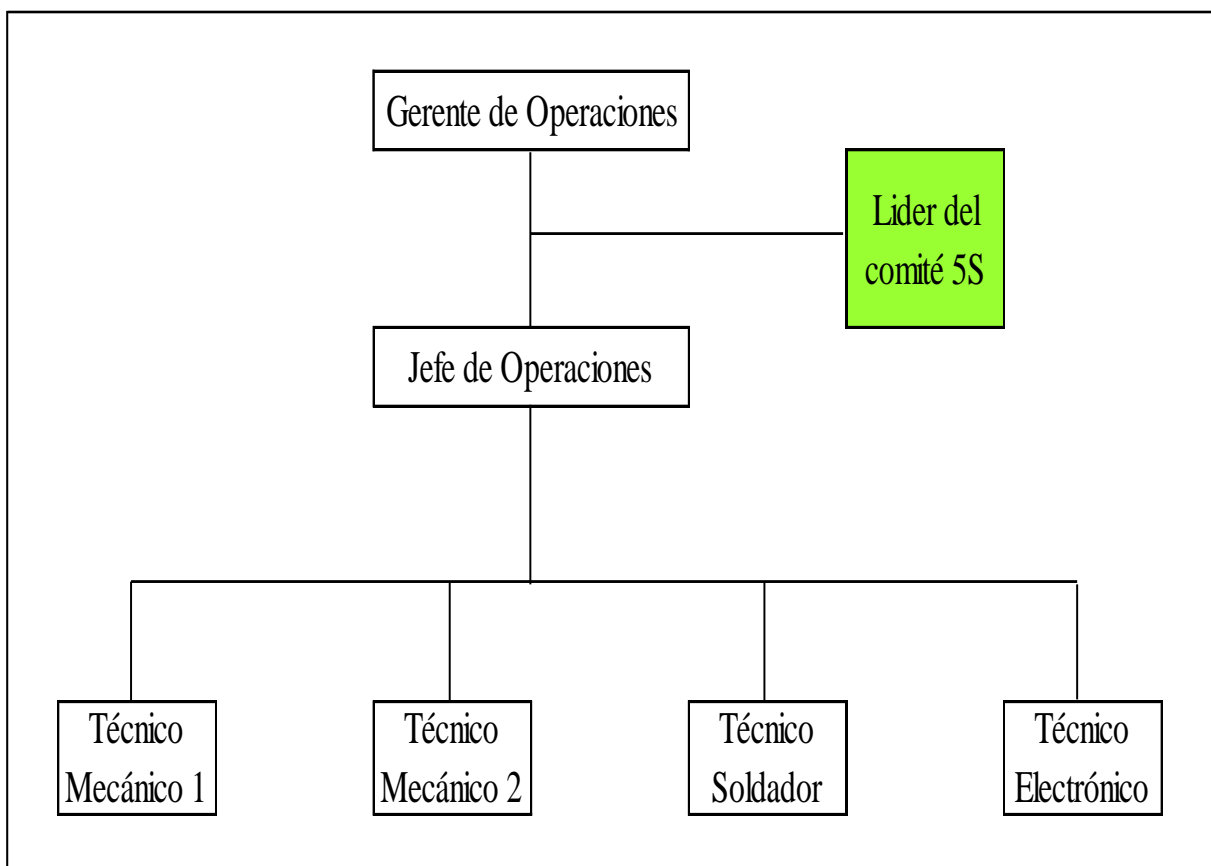 Gerente de Operaciones
Lider del
comité 5S
Jefe de Operaciones
Técnico
Mecánico 1
Técnico
Mecánico 2
Técnico
Soldador
Técnico
Electrónico